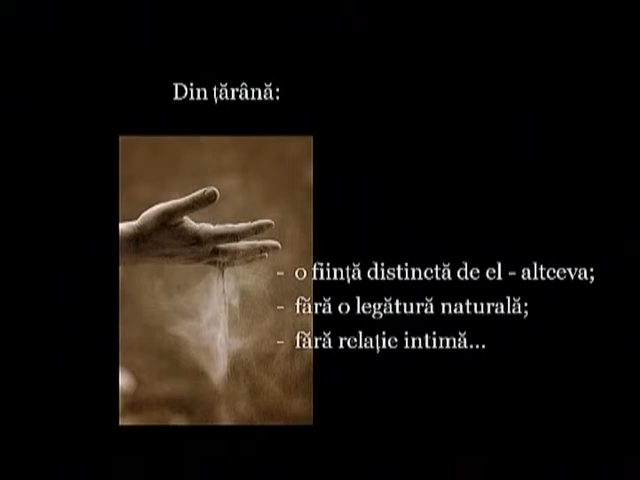 Din țărână:
- o ființă distinctă de el - altceva;
- fără o legătură naturală;
- fără relație intimă...